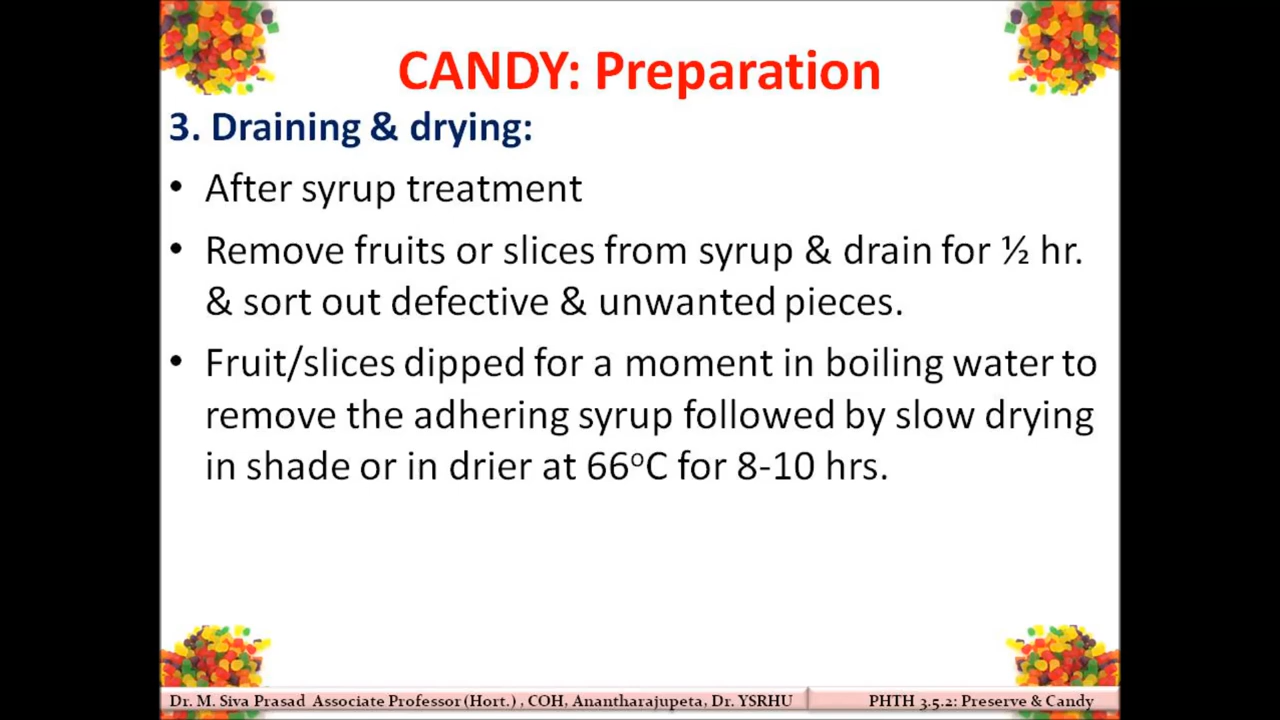 CANDY: Preparation
3. Draining & drying:
• After syrup treatment
• Remove fruits or slices from syrup & drain for ½ hr.
& sort out defective & unwanted pieces.
• Fruit/slices dipped for a moment in boiling water to
remove the adhering syrup followed by slow drying
in shade or in drier at 66°C for 8-10 hrs.
Dr. M. Siva Prasad Associate Professor (Hort.) , COH, Anantharajupeta, Dr. YSRHU
PHTH 3.5.2: Preserve & Candy